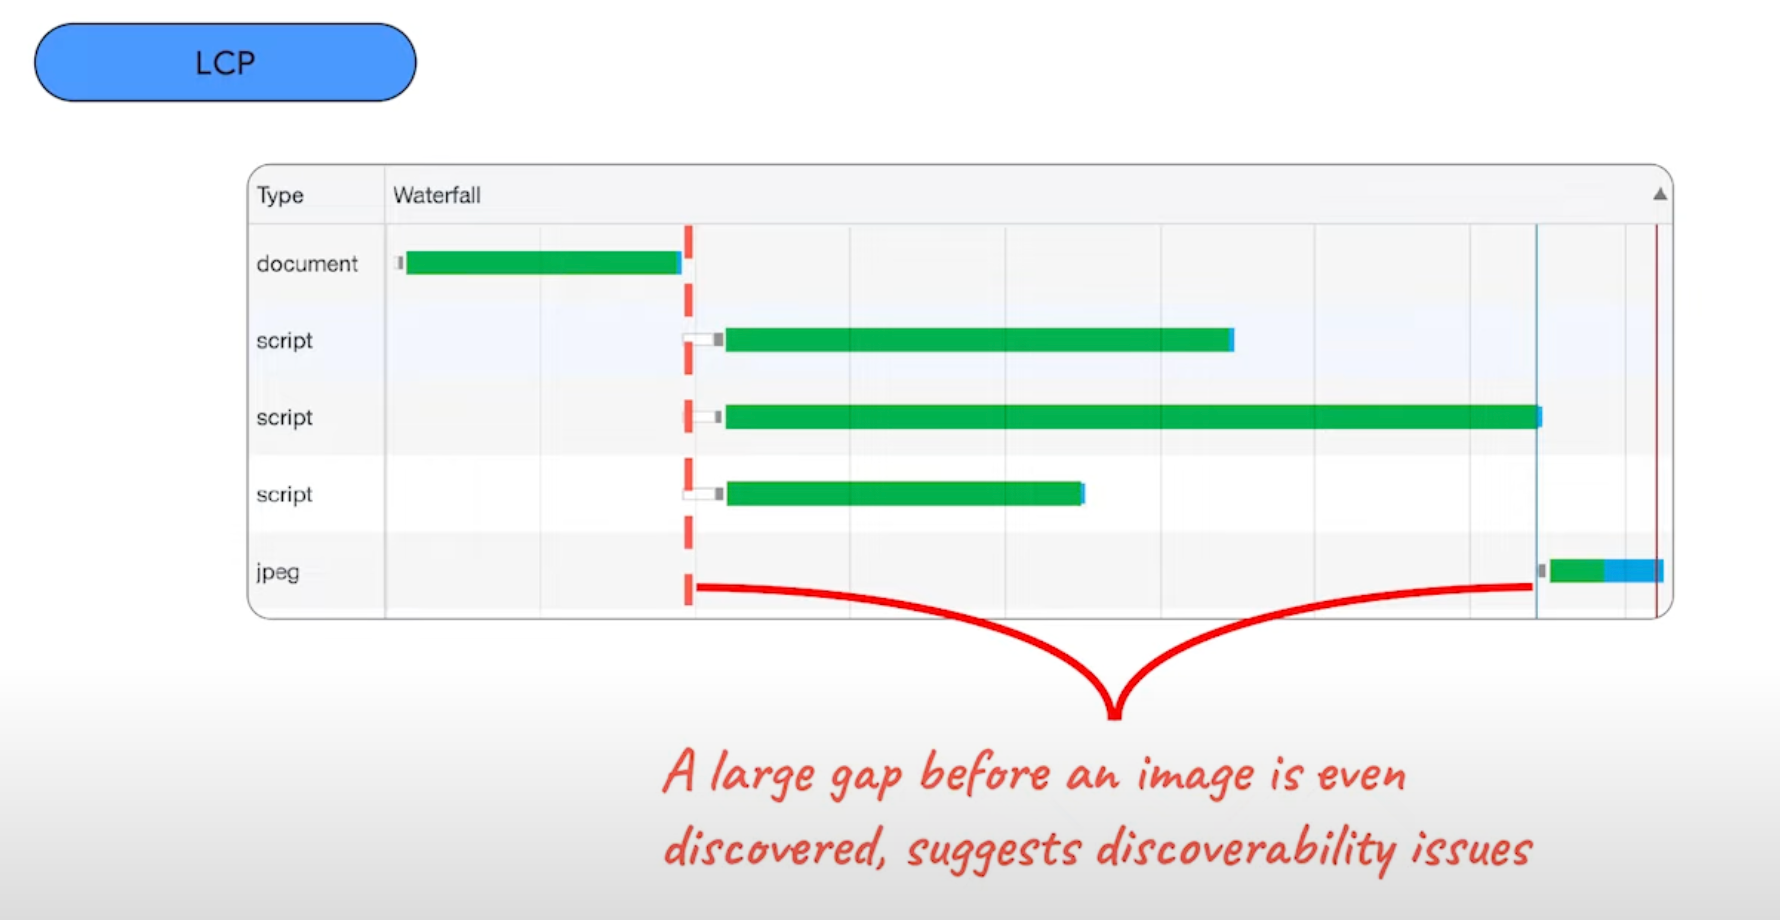 LCP
Type Waterfall
document
script
script
script
jpeg
A large gap before an image is even
discovered, suggests discoverability issues